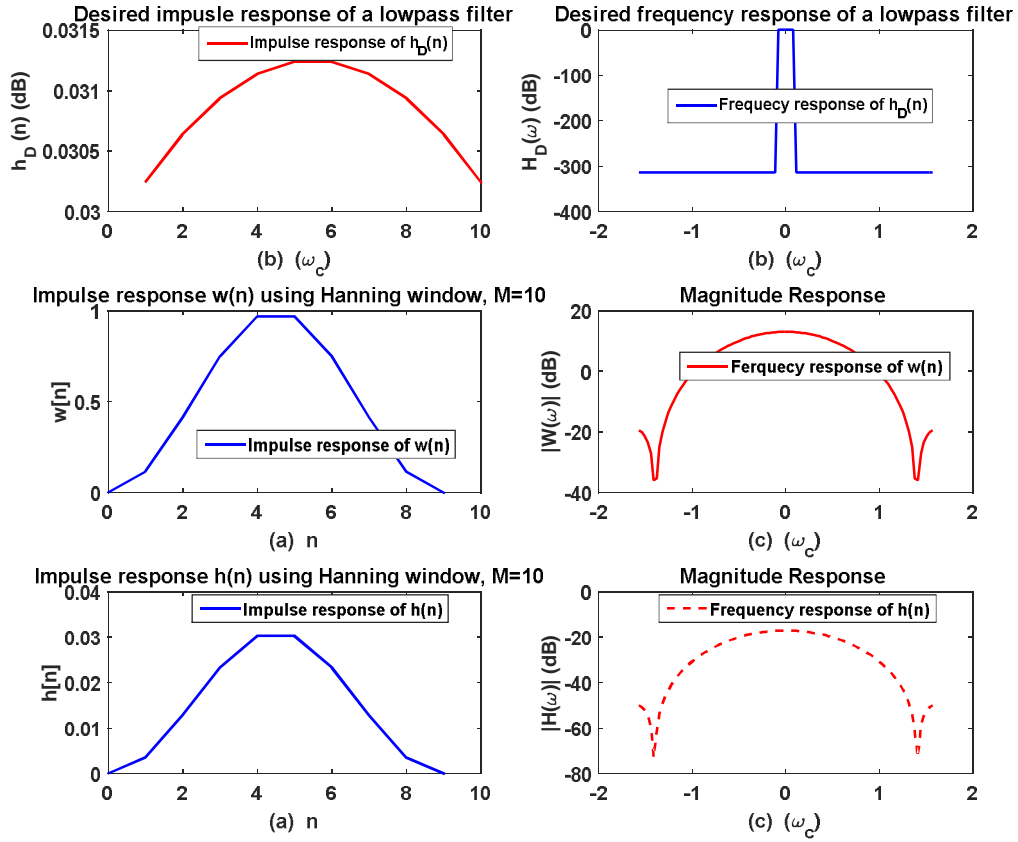 Desired impusle response of a lowpass filter
0.0315
0.031
0.0305
0.03
h_D (n) (dB)
Impulse response of h_D(n)
2 4 6 8 10
(b) (ω_c)
Desired frequency response of a lowpass filter
0
-100
-200
-300
-400
H_D(ω) (dB)
Frequecy response of h_D(n)
-2 -1 0 1 2
(b) (ω_c)
Impulse response w(n) using Hanning window, M=10
1
0.5
0
w[n]
Impulse response of w(n)
0 2 4 6 8 10
(a) n
Magnitude Response
20
0
-20
-40
|W(ω)| (dB)
Ferquecy response of w(n)
-2 -1 0 1 2
(c) (ω_c)
Impulse response h(n) using Hanning window, M=10
0.04
0.03
0.02
0.01
0
h[n]
Impulse response of h(n)
0 2 4 6 8 10
(a) n
Magnitude Response
0
-20
-40
-60
-80
|H(ω)| (dB)
Frequency response of h(n)
-2 -1 0 1 2
(c) (ω_c)